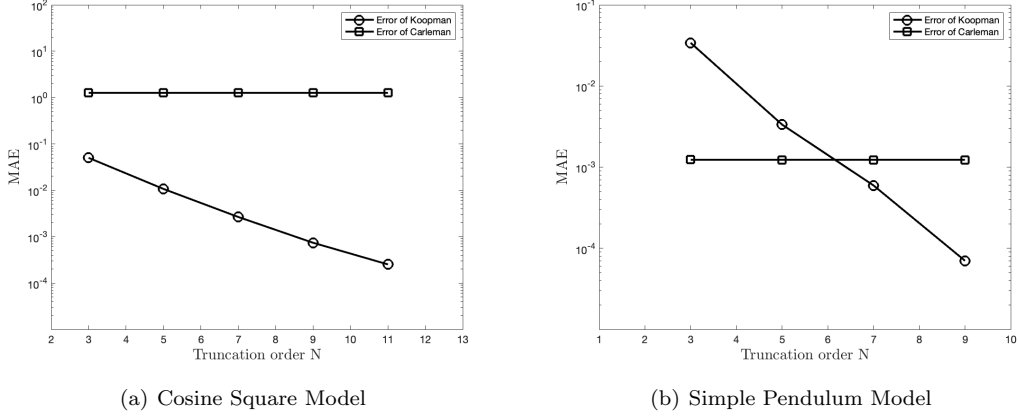 10^2
10^1
10^0
10^-1
10^-2
10^-3
10^-4
MAE
Error of Koopman
Error of Carleman
2 3 4 5 6 7 8 9 10 11 12 13
Truncation order N
(a) Cosine Square Model
10^-1
10^-2
10^-3
10^-4
MAE
Error of Koopman
Error of Carleman
1 2 3 4 5 6 7 8 9 10
Truncation order N
(b) Simple Pendulum Model